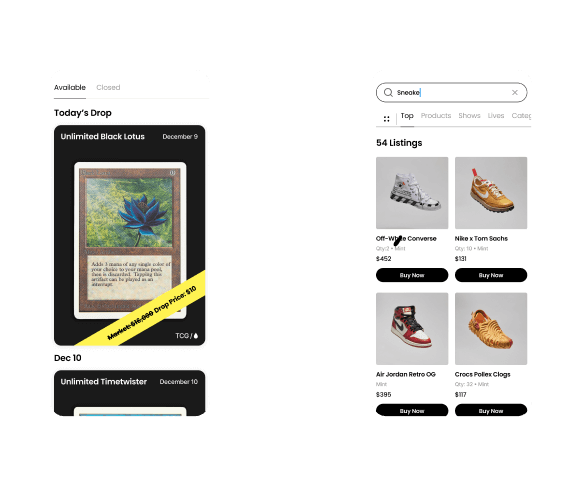 Available Closed
Today's Drop
Unlimited Black Lotus December 9
Adds 3 mana of any single color of
your choice to your mana pool,
then is discarded. Tapping this
artifact can be played as an
interrupt.
Market: $16,000 Drop Price: $10
TCG /
Dec 10
Unlimited Timetwister December 10
Sneake
Top Products Shows Lives Categ
54 Listings
Off-White Converse
Qty:2 • Mint
$452
Buy Now
Nike x Tom Sachs
Qty: 10 • Mint
$131
Buy Now
Air Jordan Retro OG
Mint
$395
Buy Now
Crocs Pollex Clogs
Qty: 32 • Mint
$117
Buy Now